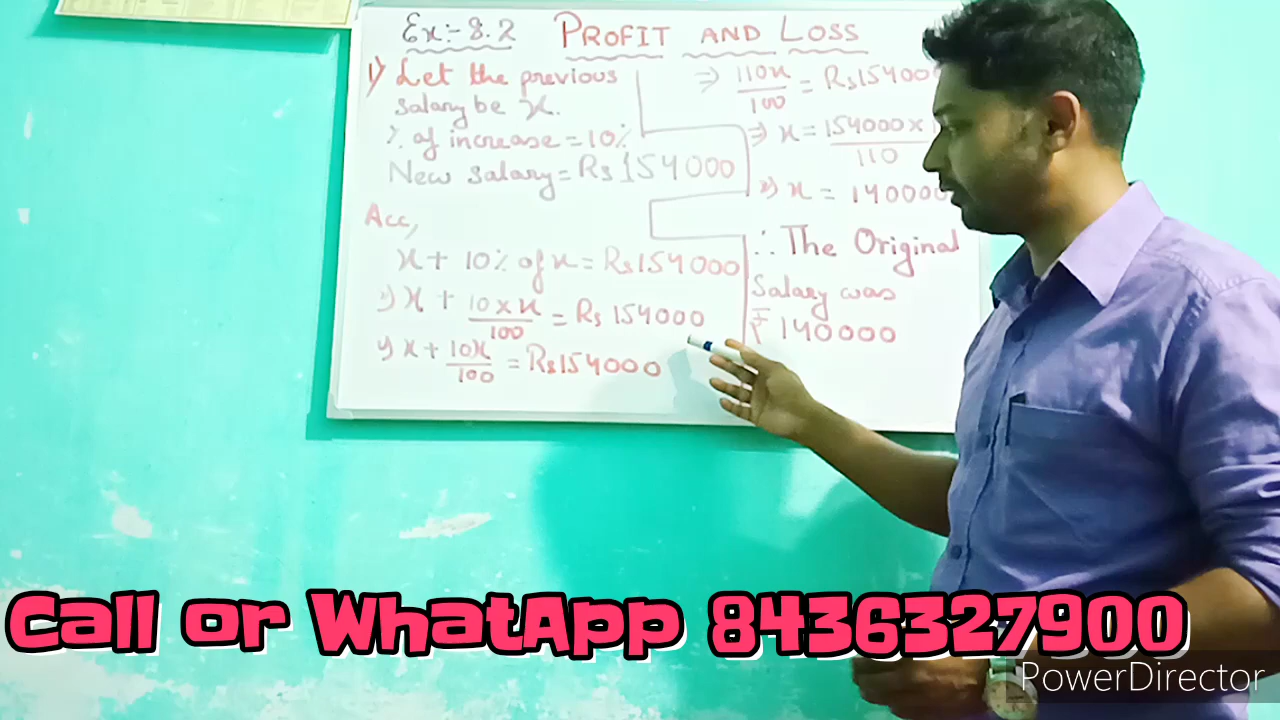 Ex:- 8.2 PROFIT AND LOSS
1) Let the previous
salary be x.
% of increase = 10%
New salary = Rs 154000
Acc,
x + 10% of x = Rs 154000
⇒ x + 10 × x / 100 = Rs 154000
⇒ x + 10x / 100 = Rs 154000
⇒ 110x / 100 = Rs 154000
⇒ x = 154000 × / 110
⇒ x = 140000
∴ The Original
Salary was
₹ 140000
Call or WhatApp 8436327900
PowerDirector